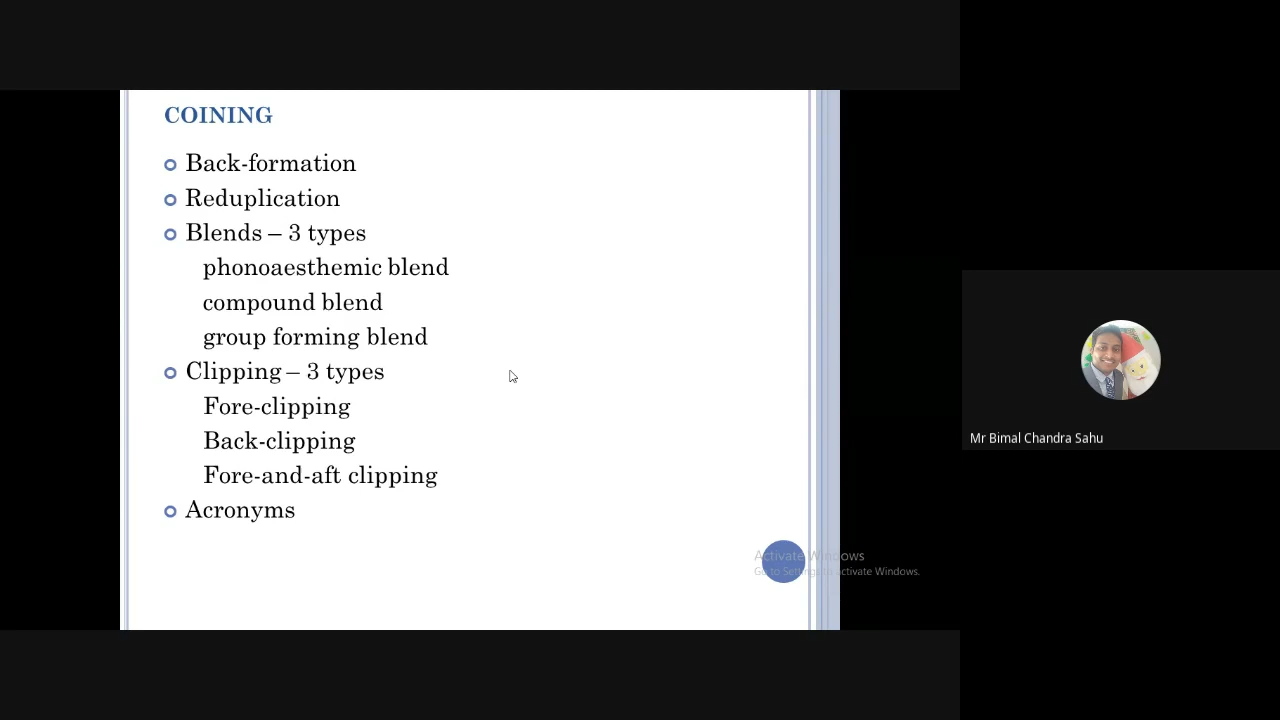 COINING
Back-formation
Reduplication
Blends – 3 types
phonoaesthemic blend
compound blend
group forming blend
Clipping – 3 types
Fore-clipping
Back-clipping
Fore-and-aft clipping
Acronyms
Activate Windows
Go to Settings to activate Windows.
Mr Bimal Chandra Sahu